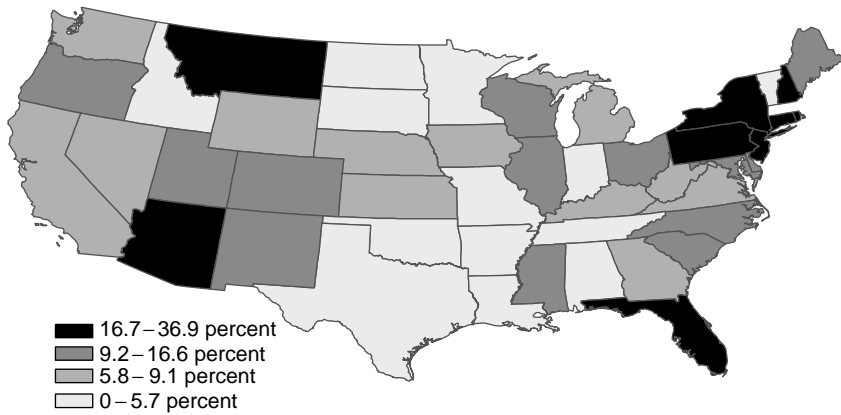 16.7–36.9 percent
9.2–16.6 percent
5.8–9.1 percent
0–5.7 percent